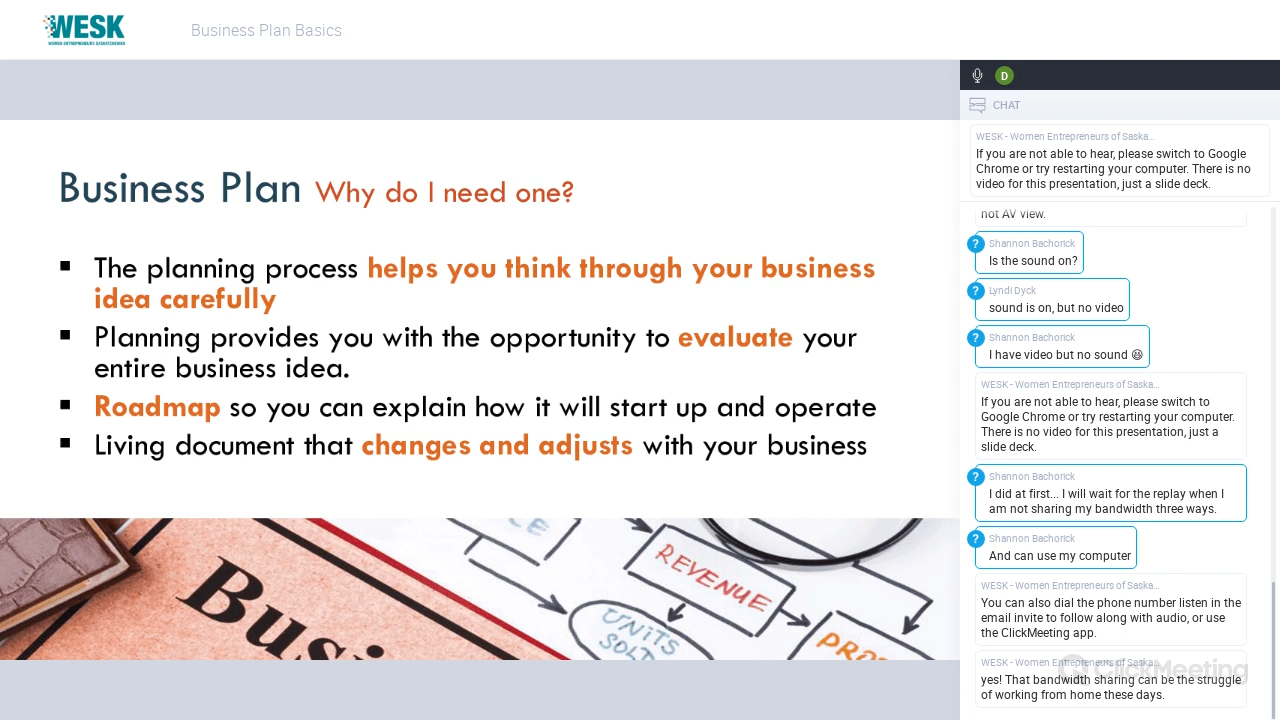 WESK
WOMEN ENTREPRENEURS SASKATCHEWAN
Business Plan Basics
D
CHAT
WESK - Women Entrepreneurs of Saska...
If you are not able to hear, please switch to Google
Chrome or try restarting your computer. There is no
video for this presentation, just a slide deck.
not AV view.
? Shannon Bachorick
Is the sound on?
? Lyndi Dyck
sound is on, but no video
? Shannon Bachorick
I have video but no sound 😆
WESK - Women Entrepreneurs of Saska...
If you are not able to hear, please switch to
Google Chrome or try restarting your computer.
There is no video for this presentation, just a
slide deck.
? Shannon Bachorick
I did at first... I will wait for the replay when I
am not sharing my bandwidth three ways.
? Shannon Bachorick
And can use my computer
WESK - Women Entrepreneurs of Saska...
You can also dial the phone number listen in the
email invite to follow along with audio, or use
the ClickMeeting app.
WESK - Women Entrepreneurs of Saska...
yes! That bandwidth sharing can be the struggle
of working from home these days.
ClickMeeting
Business Plan Why do I need one?
▪ The planning process helps you think through your business
idea carefully
▪ Planning provides you with the opportunity to evaluate your
entire business idea.
▪ Roadmap so you can explain how it will start up and operate
▪ Living document that changes and adjusts with your business
Busi
REVENUE
UNITS
SOLD